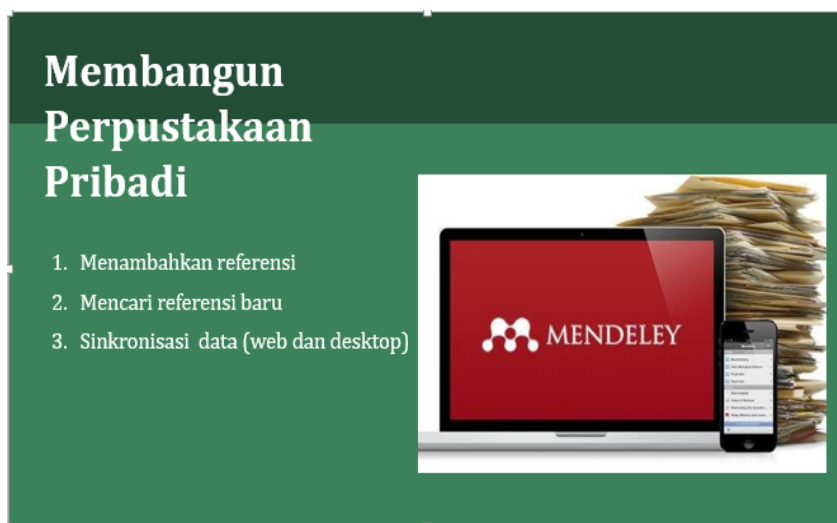 Membangun
Perpustakaan
Pribadi
1. Menambahkan referensi
2. Mencari referensi baru
3. Sinkronisasi data (web dan desktop)
MENDELEY